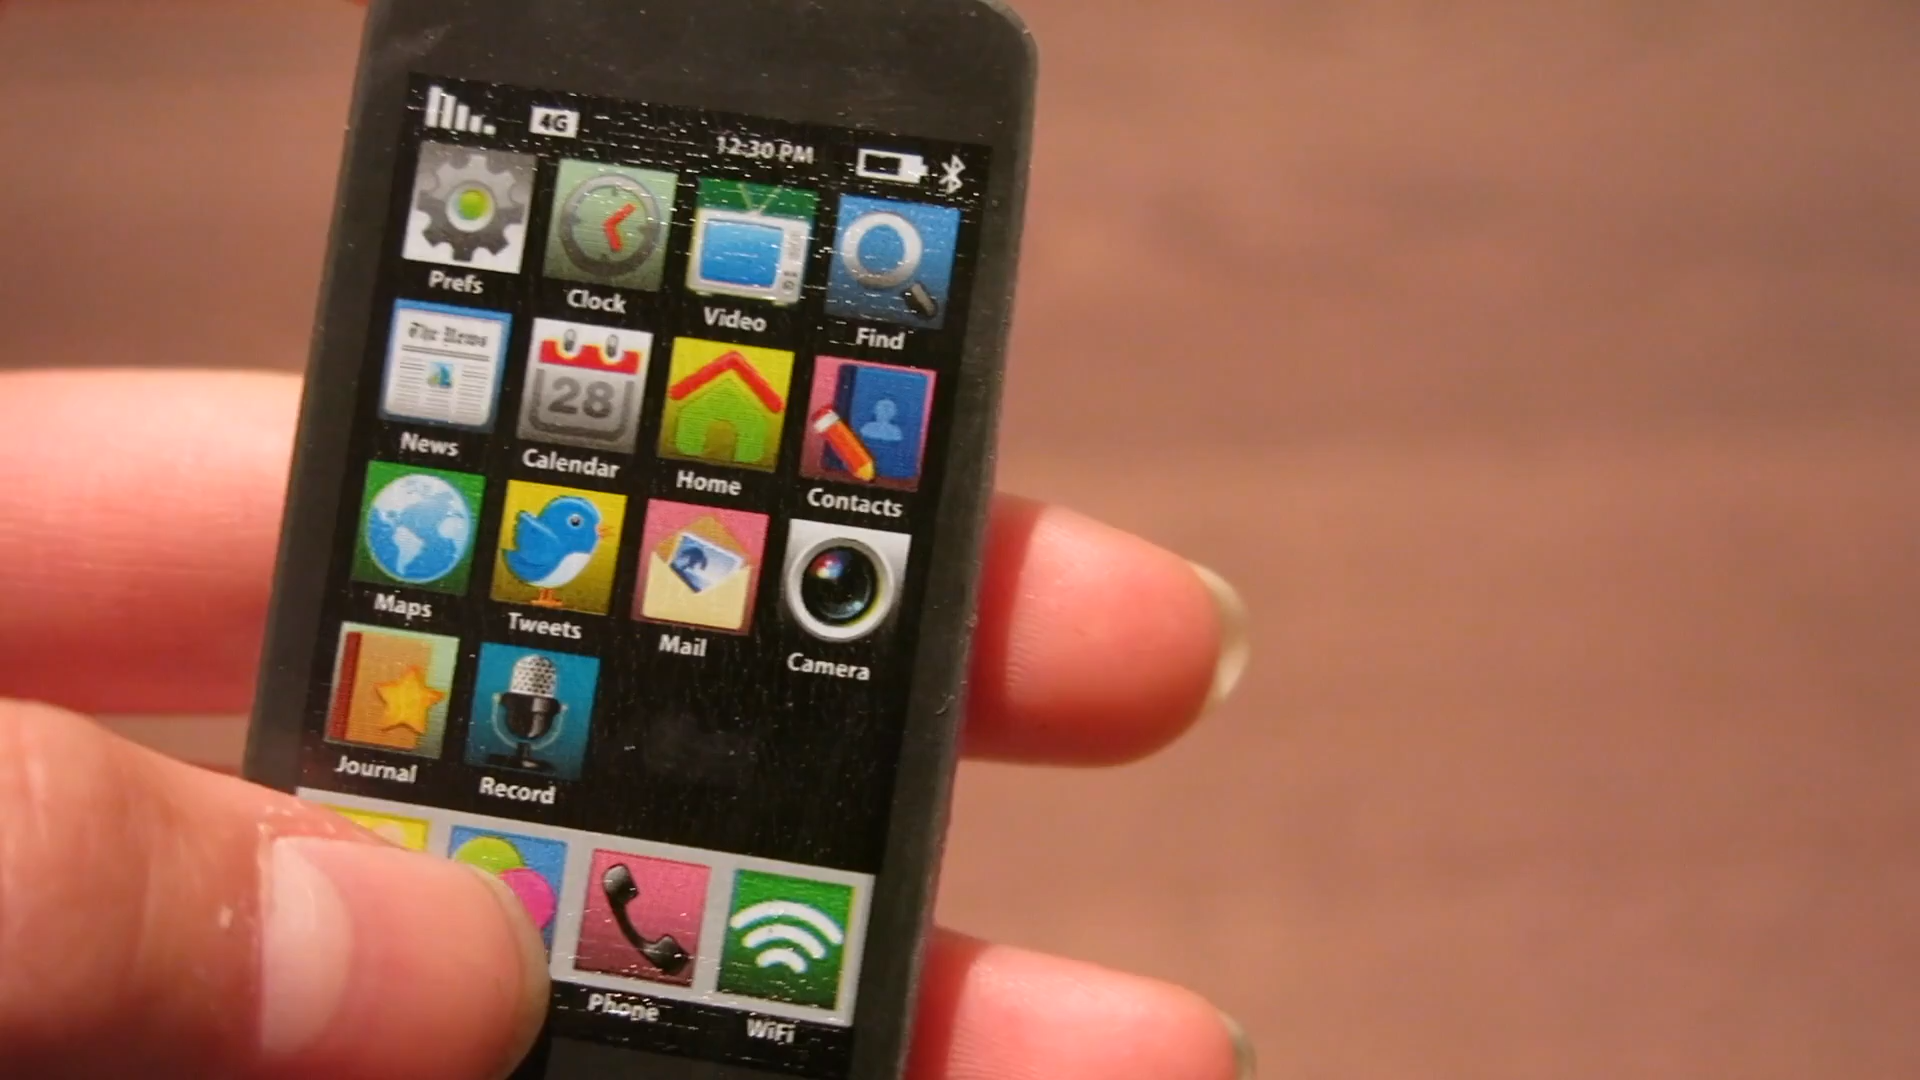 4G
12:30 PM
Prefs
Clock
Video
Find
The News
News
28
Calendar
Home
Contacts
Maps
Tweets
Mail
Camera
Journal
Record
Phone
WiFi